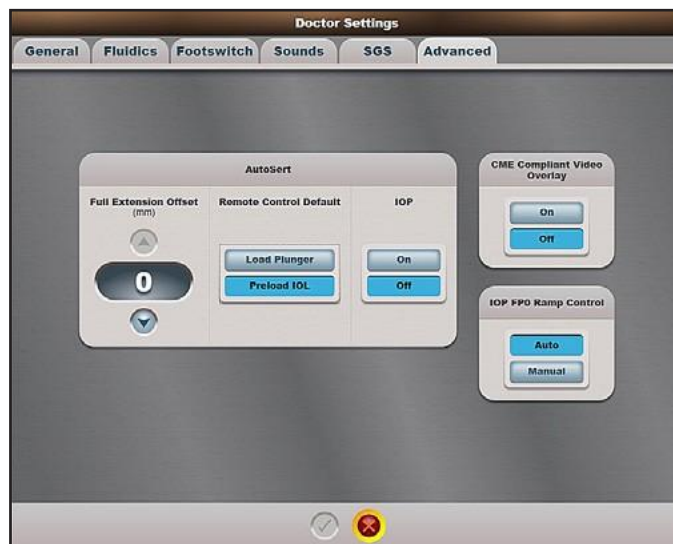 Doctor Settings
General Fluidics Footswitch Sounds SGS Advanced
AutoSert
Full Extension Offset
(mm)
0
Remote Control Default
Load Plunger
Preload IOL
IOP
On
Off
CME Compliant Video
Overlay
On
Off
IOP FP0 Ramp Control
Auto
Manual